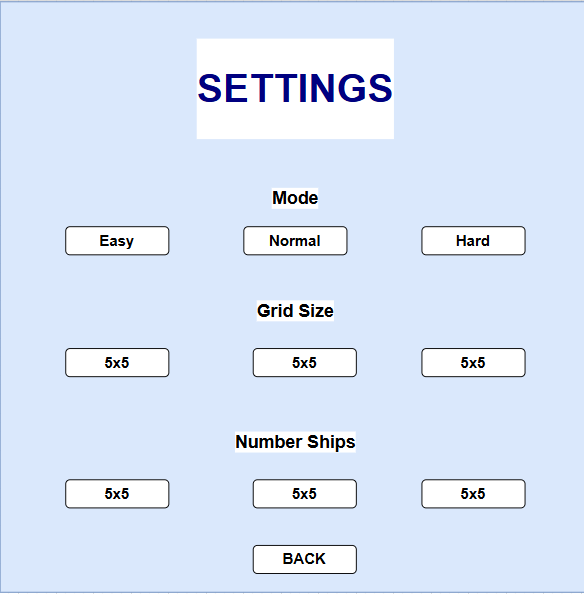 SETTINGS
Mode
Easy Normal Hard
Grid Size
5x5 5x5 5x5
Number Ships
5x5 5x5 5x5
BACK